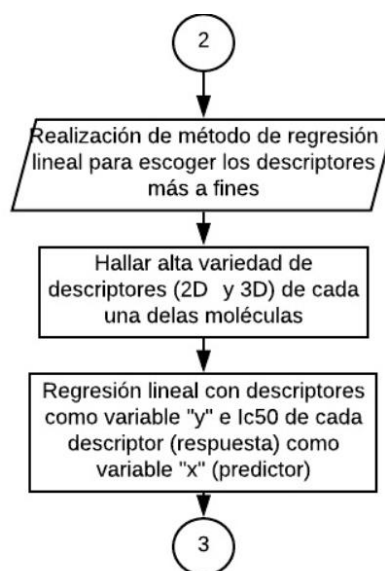 2
Realización de método de regresión
lineal para escoger los descriptores
más a fines
Hallar alta variedad de
descriptores (2D y 3D) de cada
una delas moléculas
Regresión lineal con descriptores
como variable "y" e Ic50 de cada
descriptor (respuesta) como
variable "x" (predictor)
3